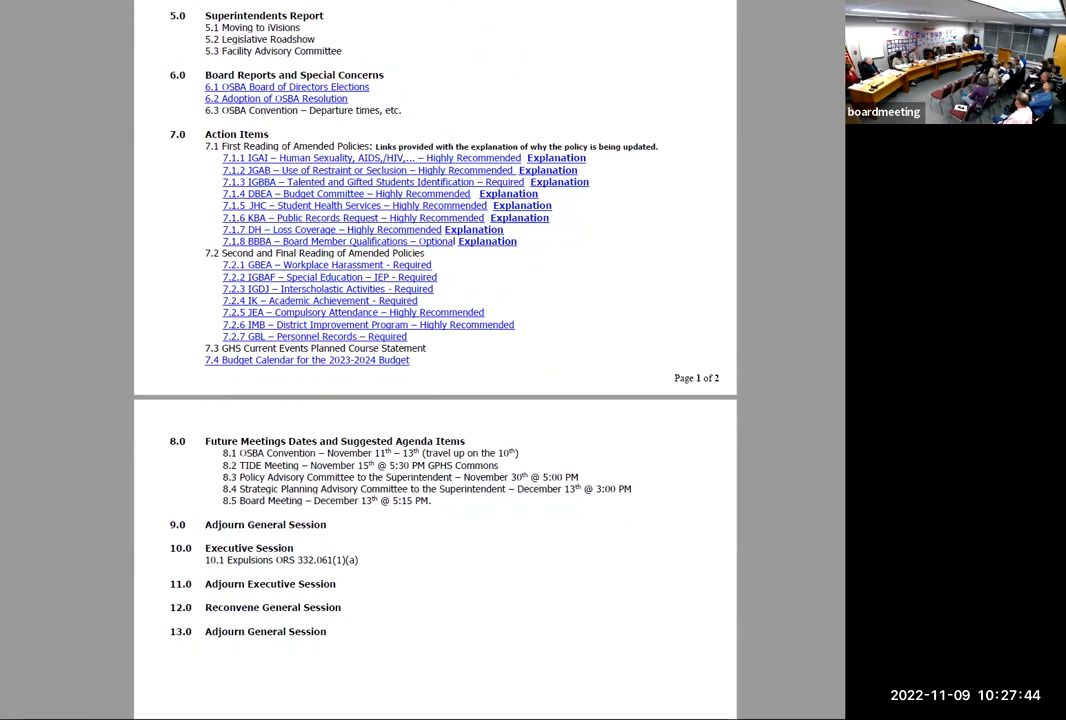 5.0 Superintendents Report
5.1 Moving to iVisions
5.2 Legislative Roadshow
5.3 Facility Advisory Committee
6.0 Board Reports and Special Concerns
6.1 OSBA Board of Directors Elections
6.2 Adoption of OSBA Resolution
6.3 OSBA Convention – Departure times, etc.
7.0 Action Items
7.1 First Reading of Amended Policies: Links provided with the explanation of why the policy is being updated.
7.1.1 IGAI – Human Sexuality, AIDS,/HIV,... – Highly Recommended Explanation
7.1.2 JGAB – Use of Restraint or Seclusion – Highly Recommended Explanation
7.1.3 IGBBA – Talented and Gifted Students Identification – Required Explanation
7.1.4 DBEA – Budget Committee – Highly Recommended Explanation
7.1.5 JHC – Student Health Services – Highly Recommended Explanation
7.1.6 KBA – Public Records Request – Highly Recommended Explanation
7.1.7 DH – Loss Coverage – Highly Recommended Explanation
7.1.8 BBBA – Board Member Qualifications – Optional Explanation
7.2 Second and Final Reading of Amended Policies
7.2.1 GBEA – Workplace Harassment - Required
7.2.2 IGBAF – Special Education – IEP - Required
7.2.3 IGDJ – Interscholastic Activities - Required
7.2.4 IK – Academic Achievement - Required
7.2.5 JEA – Compulsory Attendance – Highly Recommended
7.2.6 IMB – District Improvement Program – Highly Recommended
7.2.7 GBL – Personnel Records – Required
7.3 GHS Current Events Planned Course Statement
7.4 Budget Calendar for the 2023-2024 Budget
Page 1 of 2
8.0 Future Meetings Dates and Suggested Agenda Items
8.1 OSBA Convention – November 11th – 13th (travel up on the 10th)
8.2 TIDE Meeting – November 15th @ 5:30 PM GPHS Commons
8.3 Policy Advisory Committee to the Superintendent – November 30th @ 5:00 PM
8.4 Strategic Planning Advisory Committee to the Superintendent – December 13th @ 3:00 PM
8.5 Board Meeting – December 13th @ 5:15 PM.
9.0 Adjourn General Session
10.0 Executive Session
10.1 Expulsions ORS 332.061(1)(a)
11.0 Adjourn Executive Session
12.0 Reconvene General Session
13.0 Adjourn General Session
boardmeeting
2022-11-09 10:27:44